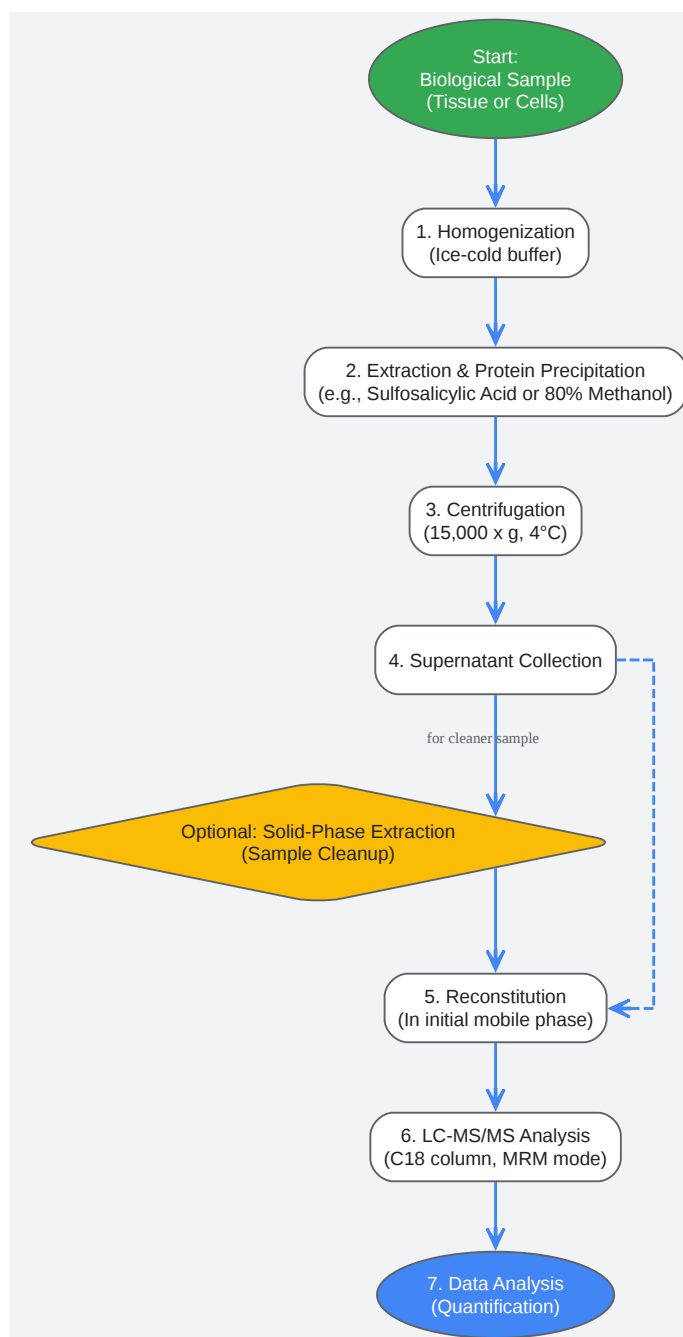 Start:
Biological Sample
(Tissue or Cells)
1. Homogenization
(Ice-cold buffer)
2. Extraction & Protein Precipitation
(e.g., Sulfosalicylic Acid or 80% Methanol)
3. Centrifugation
(15,000 x g, 4°C)
4. Supernatant Collection
for cleaner sample
Optional: Solid-Phase Extraction
(Sample Cleanup)
5. Reconstitution
(In initial mobile phase)
6. LC-MS/MS Analysis
(C18 column, MRM mode)
7. Data Analysis
(Quantification)